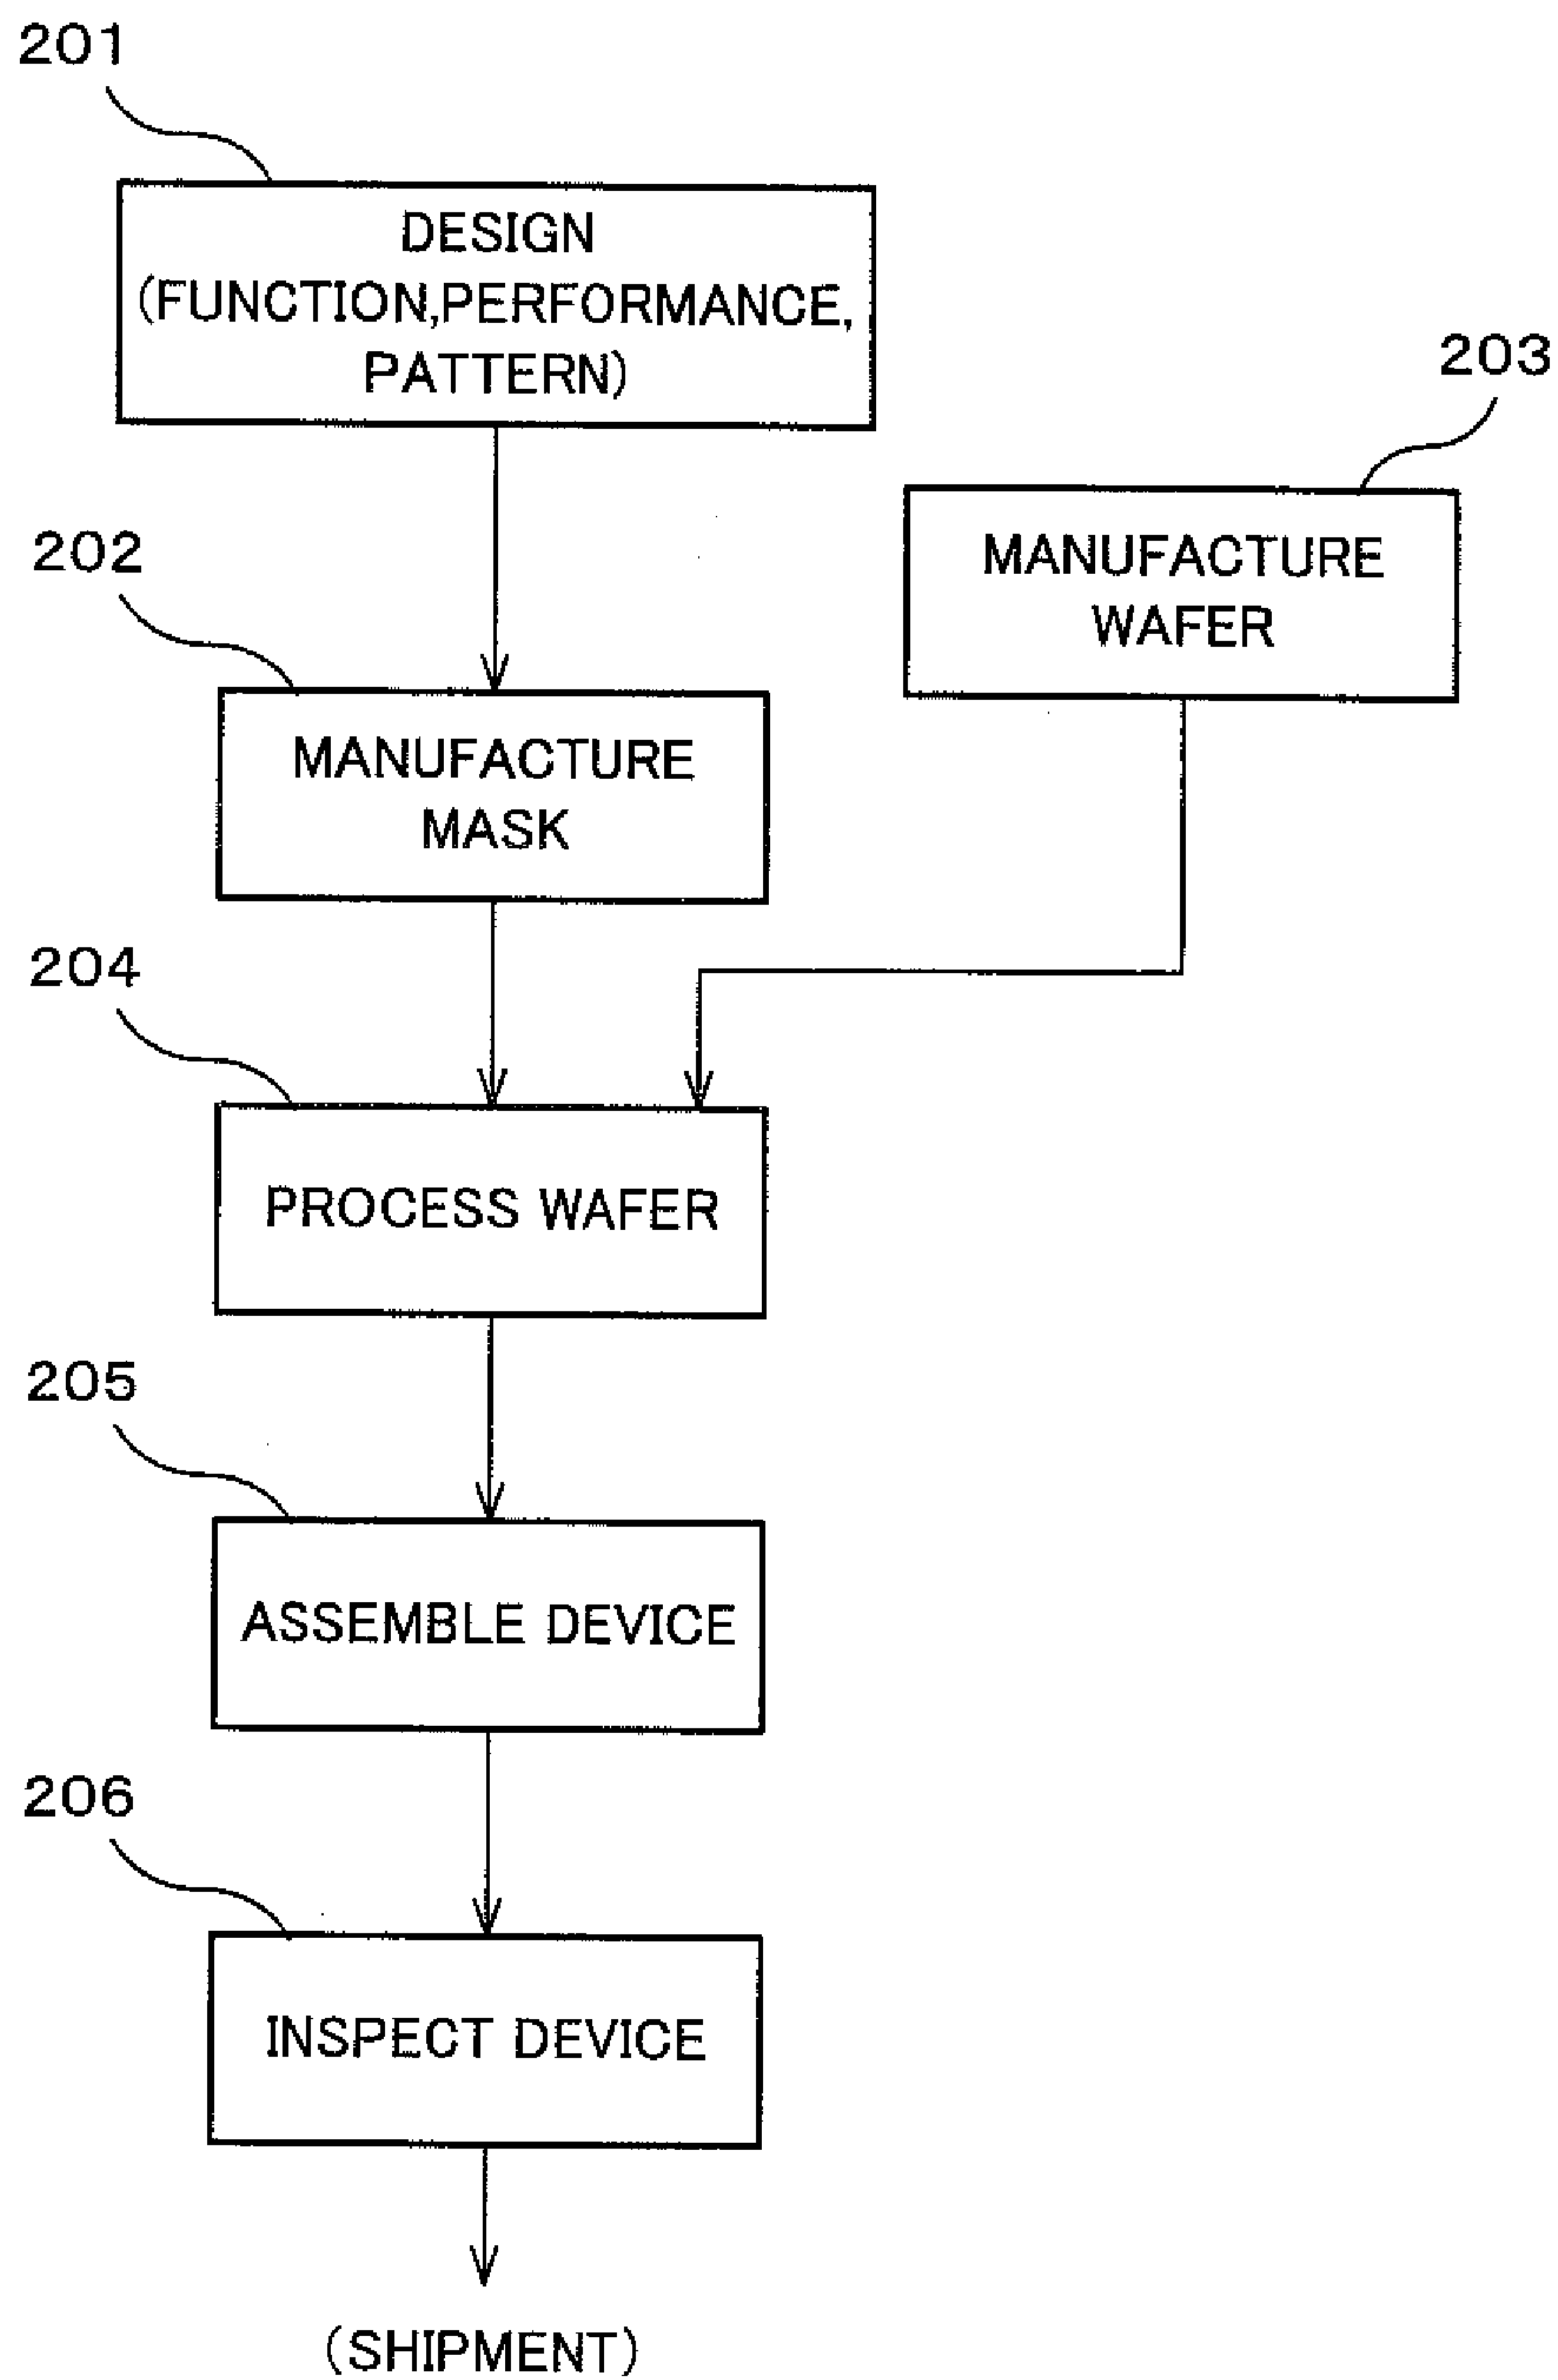 201
DESIGN
(FUNCTION,PERFORMANCE,
PATTERN)
203
MANUFACTURE
WAFER
202
MANUFACTURE
MASK
204
PROCESS WAFER
205
ASSEMBLE DEVICE
206
INSPECT DEVICE
(SHIPMENT)